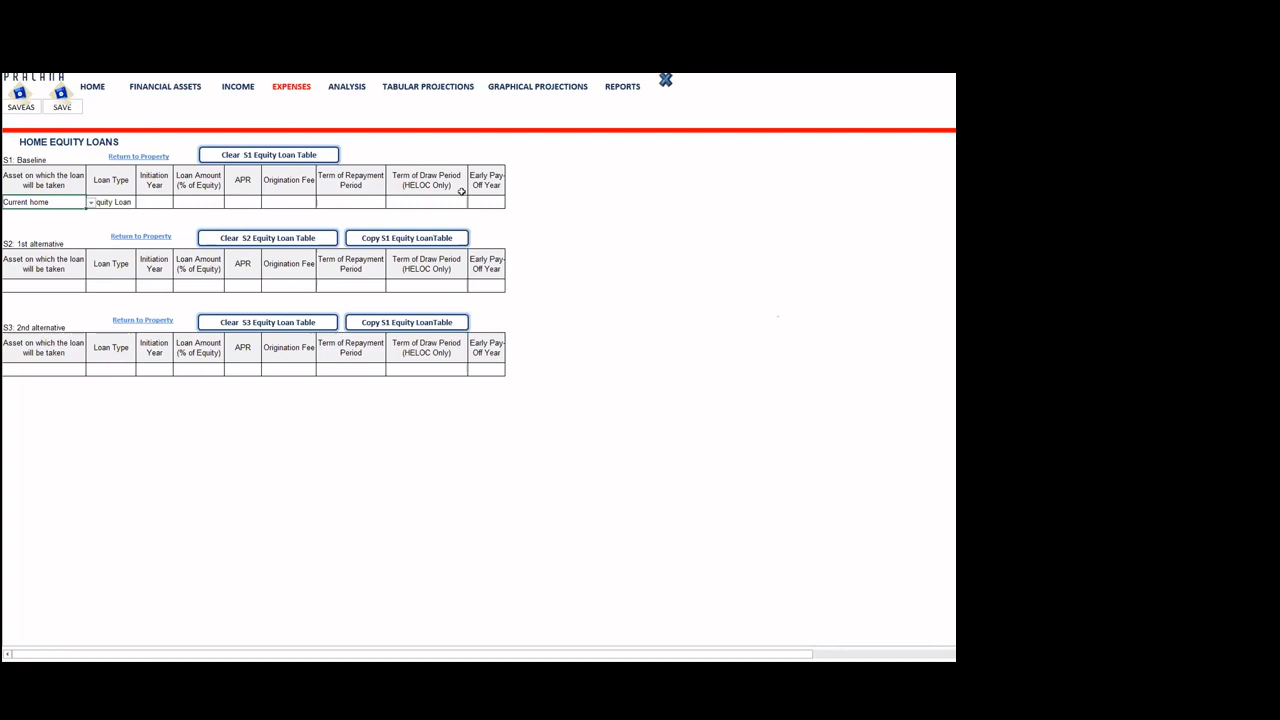 PRALANA
SAVEAS SAVE HOME FINANCIAL ASSETS INCOME EXPENSES ANALYSIS TABULAR PROJECTIONS GRAPHICAL PROJECTIONS REPORTS
HOME EQUITY LOANS
S1: Baseline Return to Property Clear S1 Equity Loan Table
Asset on which the loan will be taken Loan Type Initiation Year Loan Amount (% of Equity) APR Origination Fee Term of Repayment Period Term of Draw Period (HELOC Only) Early Pay-Off Year
Current home quity Loan
S2: 1st alternative Return to Property Clear S2 Equity Loan Table Copy S1 Equity LoanTable
Asset on which the loan will be taken Loan Type Initiation Year Loan Amount (% of Equity) APR Origination Fee Term of Repayment Period Term of Draw Period (HELOC Only) Early Pay-Off Year
S3: 2nd alternative Return to Property Clear S3 Equity Loan Table Copy S1 Equity LoanTable
Asset on which the loan will be taken Loan Type Initiation Year Loan Amount (% of Equity) APR Origination Fee Term of Repayment Period Term of Draw Period (HELOC Only) Early Pay-Off Year